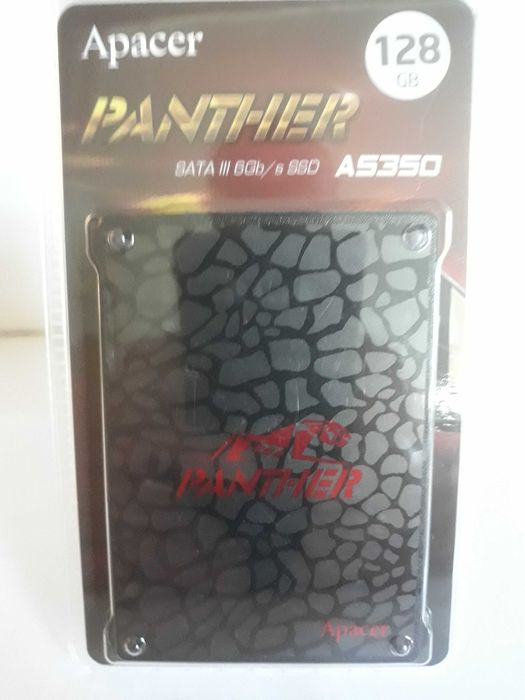 Apacer
128
GB
PANTHER
SATA III 6Gb/s SSD AS350
PANTHER
Apacer